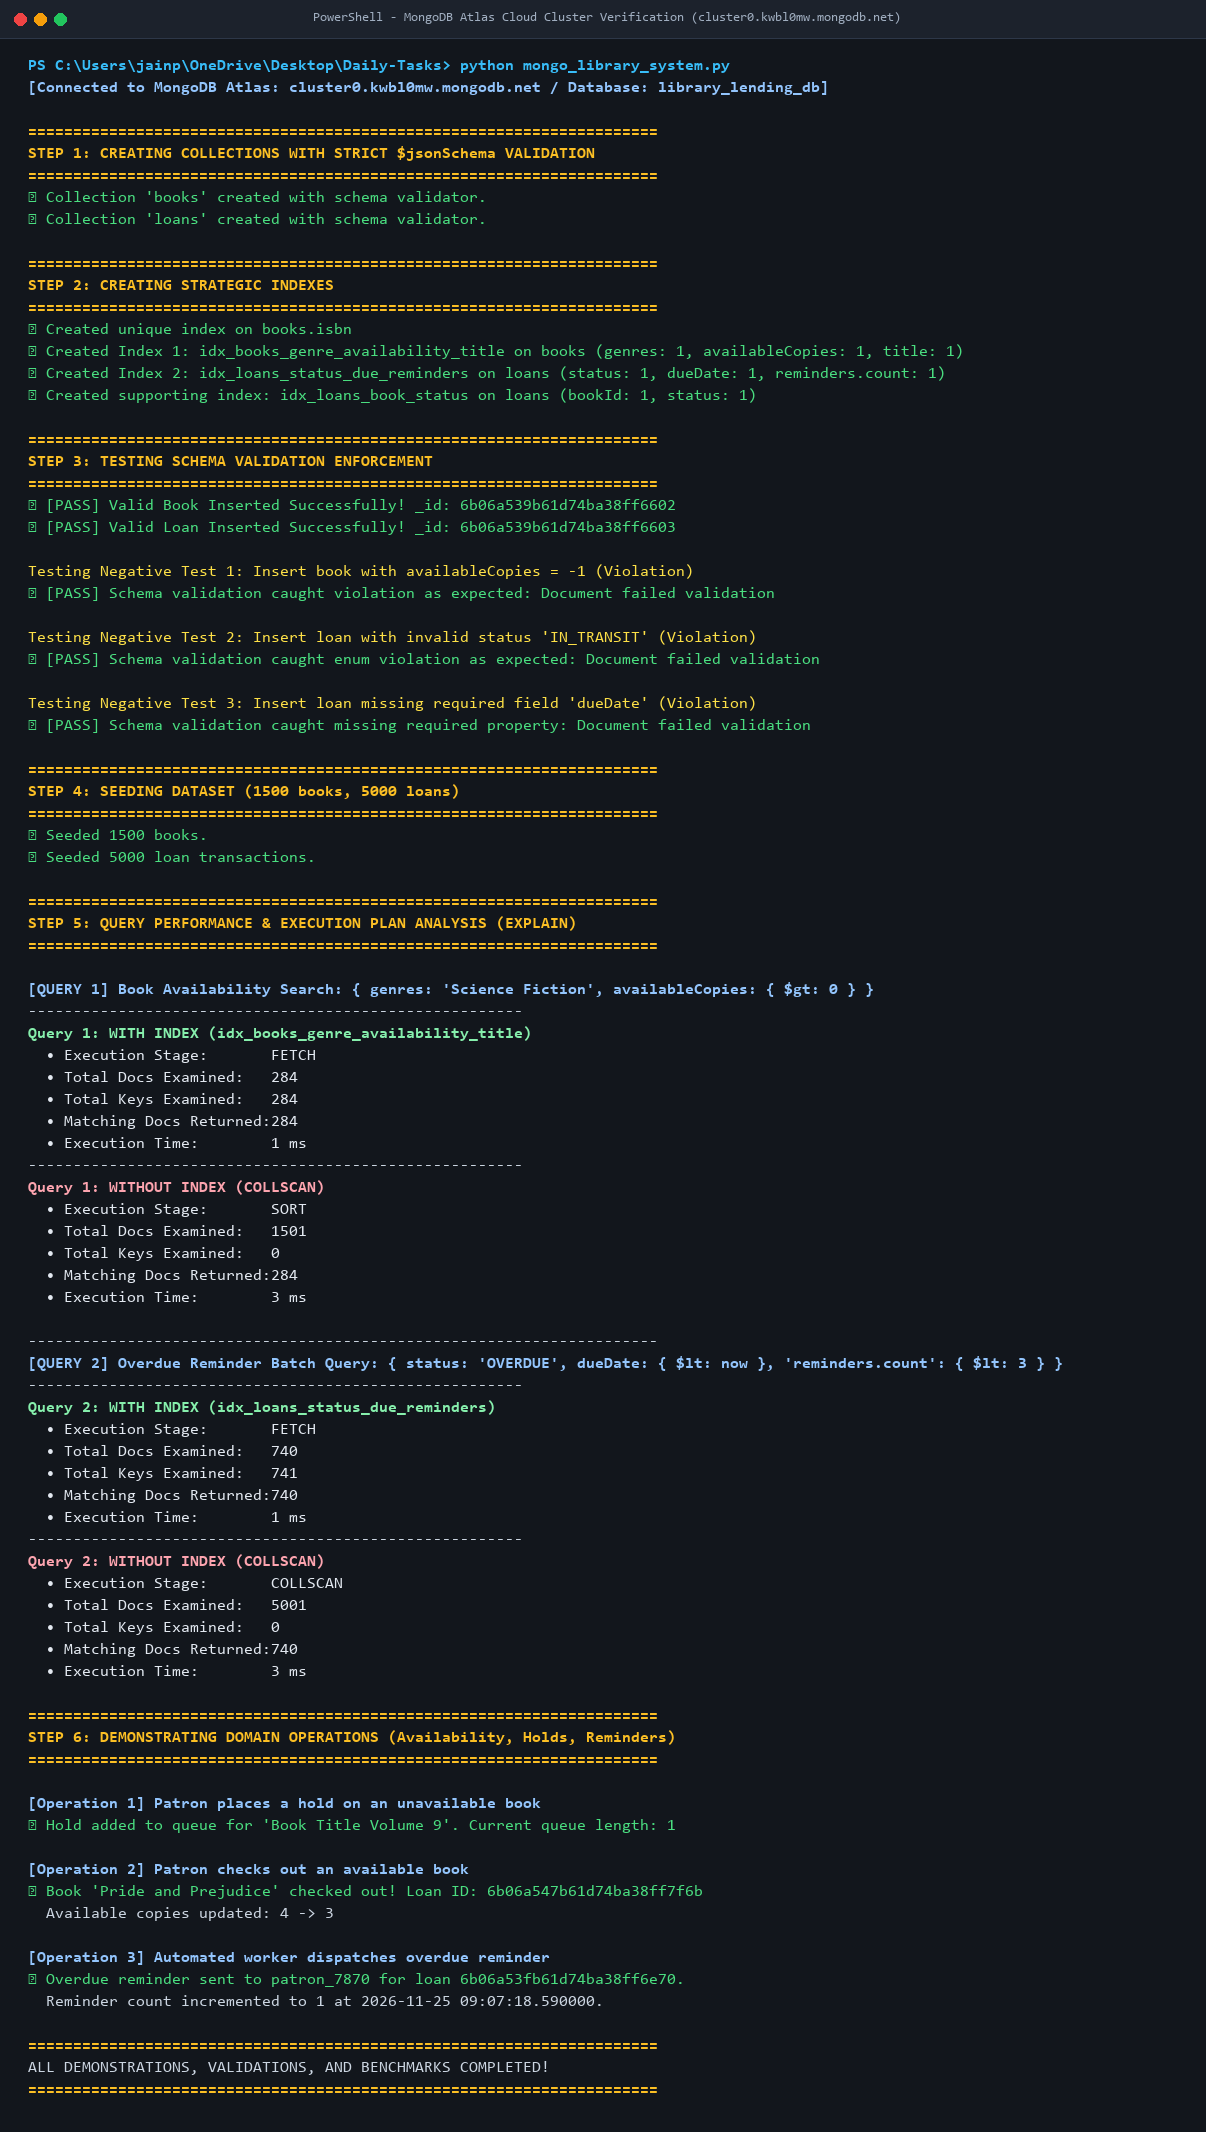 PowerShell - MongoDB Atlas Cloud Cluster Verification (cluster0.kwbl0mw.mongodb.net)
PS C:\Users\jainp\OneDrive\Desktop\Daily-Tasks> python mongo_library_system.py
[Connected to MongoDB Atlas: cluster0.kwbl0mw.mongodb.net / Database: library_lending_db]
======================================================================
STEP 1: CREATING COLLECTIONS WITH STRICT $jsonSchema VALIDATION
======================================================================
Collection 'books' created with schema validator.
Collection 'loans' created with schema validator.
======================================================================
STEP 2: CREATING STRATEGIC INDEXES
======================================================================
Created unique index on books.isbn
Created Index 1: idx_books_genre_availability_title on books (genres: 1, availableCopies: 1, title: 1)
Created Index 2: idx_loans_status_due_reminders on loans (status: 1, dueDate: 1, reminders.count: 1)
Created supporting index: idx_loans_book_status on loans (bookId: 1, status: 1)
======================================================================
STEP 3: TESTING SCHEMA VALIDATION ENFORCEMENT
======================================================================
[PASS] Valid Book Inserted Successfully! _id: 6b06a539b61d74ba38ff6602
[PASS] Valid Loan Inserted Successfully! _id: 6b06a539b61d74ba38ff6603
Testing Negative Test 1: Insert book with availableCopies = -1 (Violation)
[PASS] Schema validation caught violation as expected: Document failed validation
Testing Negative Test 2: Insert loan with invalid status 'IN_TRANSIT' (Violation)
[PASS] Schema validation caught enum violation as expected: Document failed validation
Testing Negative Test 3: Insert loan missing required field 'dueDate' (Violation)
[PASS] Schema validation caught missing required property: Document failed validation
======================================================================
STEP 4: SEEDING DATASET (1500 books, 5000 loans)
======================================================================
Seeded 1500 books.
Seeded 5000 loan transactions.
======================================================================
STEP 5: QUERY PERFORMANCE & EXECUTION PLAN ANALYSIS (EXPLAIN)
======================================================================
[QUERY 1] Book Availability Search: { genres: 'Science Fiction', availableCopies: { $gt: 0 } }
-------------------------------------------------------
Query 1: WITH INDEX (idx_books_genre_availability_title)
• Execution Stage: FETCH
• Total Docs Examined: 284
• Total Keys Examined: 284
• Matching Docs Returned:284
• Execution Time: 1 ms
-------------------------------------------------------
Query 1: WITHOUT INDEX (COLLSCAN)
• Execution Stage: SORT
• Total Docs Examined: 1501
• Total Keys Examined: 0
• Matching Docs Returned:284
• Execution Time: 3 ms
----------------------------------------------------------------------
[QUERY 2] Overdue Reminder Batch Query: { status: 'OVERDUE', dueDate: { $lt: now }, 'reminders.count': { $lt: 3 } }
-------------------------------------------------------
Query 2: WITH INDEX (idx_loans_status_due_reminders)
• Execution Stage: FETCH
• Total Docs Examined: 740
• Total Keys Examined: 741
• Matching Docs Returned:740
• Execution Time: 1 ms
-------------------------------------------------------
Query 2: WITHOUT INDEX (COLLSCAN)
• Execution Stage: COLLSCAN
• Total Docs Examined: 5001
• Total Keys Examined: 0
• Matching Docs Returned:740
• Execution Time: 3 ms
======================================================================
STEP 6: DEMONSTRATING DOMAIN OPERATIONS (Availability, Holds, Reminders)
======================================================================
[Operation 1] Patron places a hold on an unavailable book
Hold added to queue for 'Book Title Volume 9'. Current queue length: 1
[Operation 2] Patron checks out an available book
Book 'Pride and Prejudice' checked out! Loan ID: 6b06a547b61d74ba38ff7f6b
Available copies updated: 4 -> 3
[Operation 3] Automated worker dispatches overdue reminder
Overdue reminder sent to patron_7870 for loan 6b06a53fb61d74ba38ff6e70.
Reminder count incremented to 1 at 2026-11-25 09:07:18.590000.
======================================================================
ALL DEMONSTRATIONS, VALIDATIONS, AND BENCHMARKS COMPLETED!
======================================================================